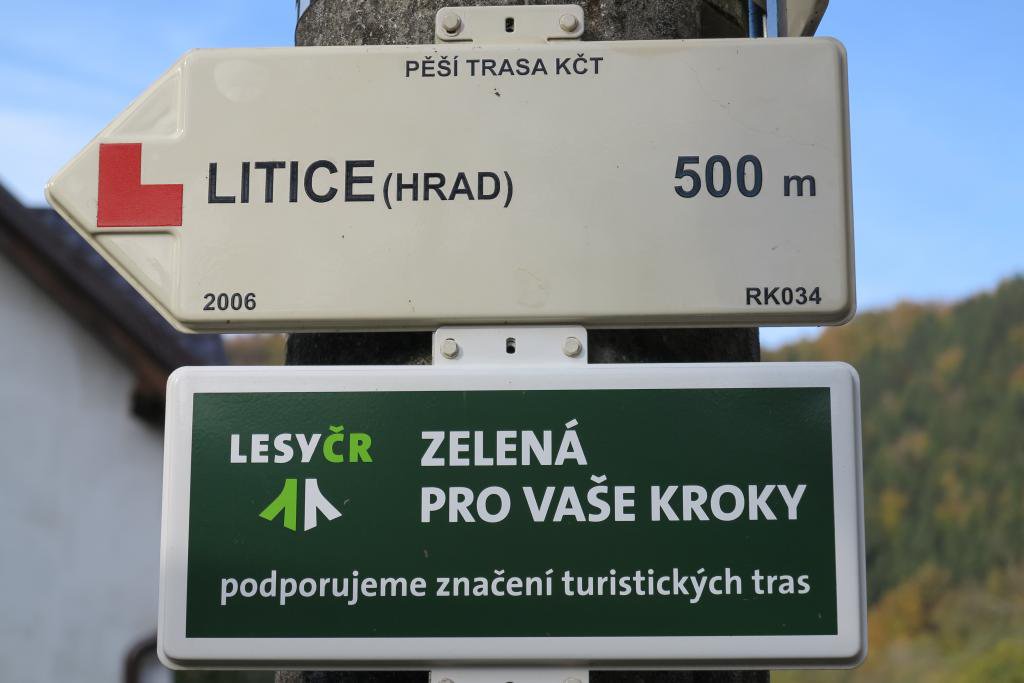 PĚŠÍ TRASA KČT
LITICE (HRAD) 500 m
2006 RK034
LESYČR
ZELENÁ
PRO VAŠE KROKY
podporujeme značení turistických tras